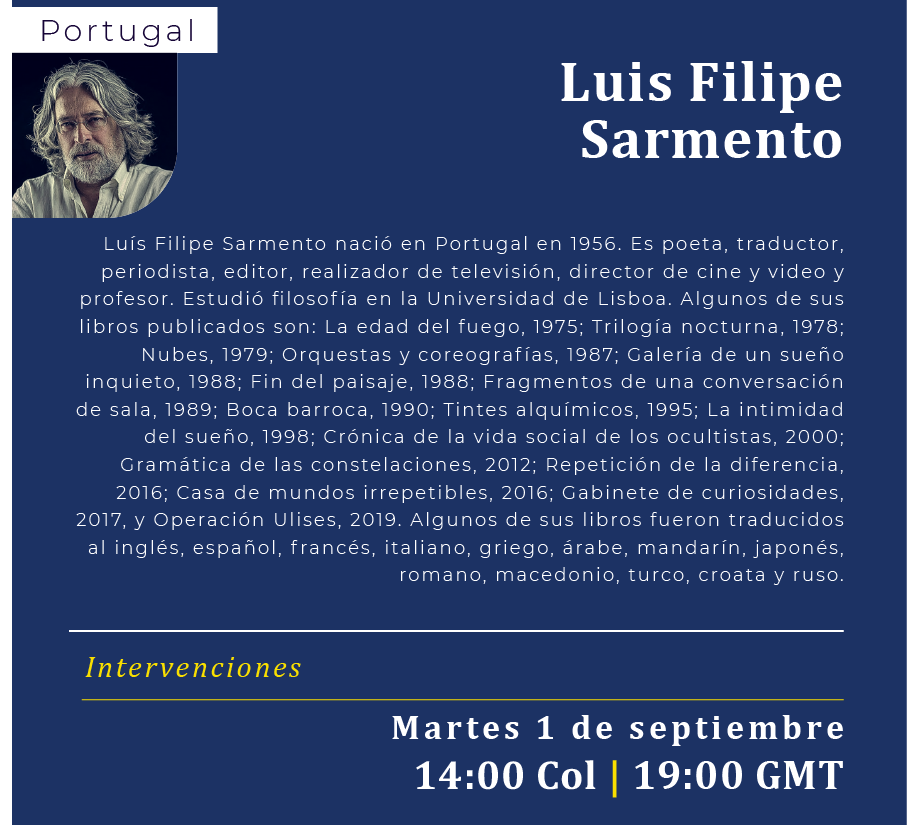 Portugal
Luis Filipe
Sarmento
Luís Filipe Sarmento nació en Portugal en 1956. Es poeta, traductor,
periodista, editor, realizador de televisión, director de cine y video y
profesor. Estudió filosofía en la Universidad de Lisboa. Algunos de sus
libros publicados son: La edad del fuego, 1975; Trilogía nocturna, 1978;
Nubes, 1979; Orquestas y coreografías, 1987; Galería de un sueño
inquieto, 1988; Fin del paisaje, 1988; Fragmentos de una conversación
de sala, 1989; Boca barroca, 1990; Tintes alquímicos, 1995; La intimidad
del sueño, 1998; Crónica de la vida social de los ocultistas, 2000;
Gramática de las constelaciones, 2012; Repetición de la diferencia,
2016; Casa de mundos irrepetibles, 2016; Gabinete de curiosidades,
2017, y Operación Ulises, 2019. Algunos de sus libros fueron traducidos
al inglés, español, francés, italiano, griego, árabe, mandarín, japonés,
romano, macedonio, turco, croata y ruso.
Intervenciones
Martes 1 de septiembre
14:00 Col | 19:00 GMT